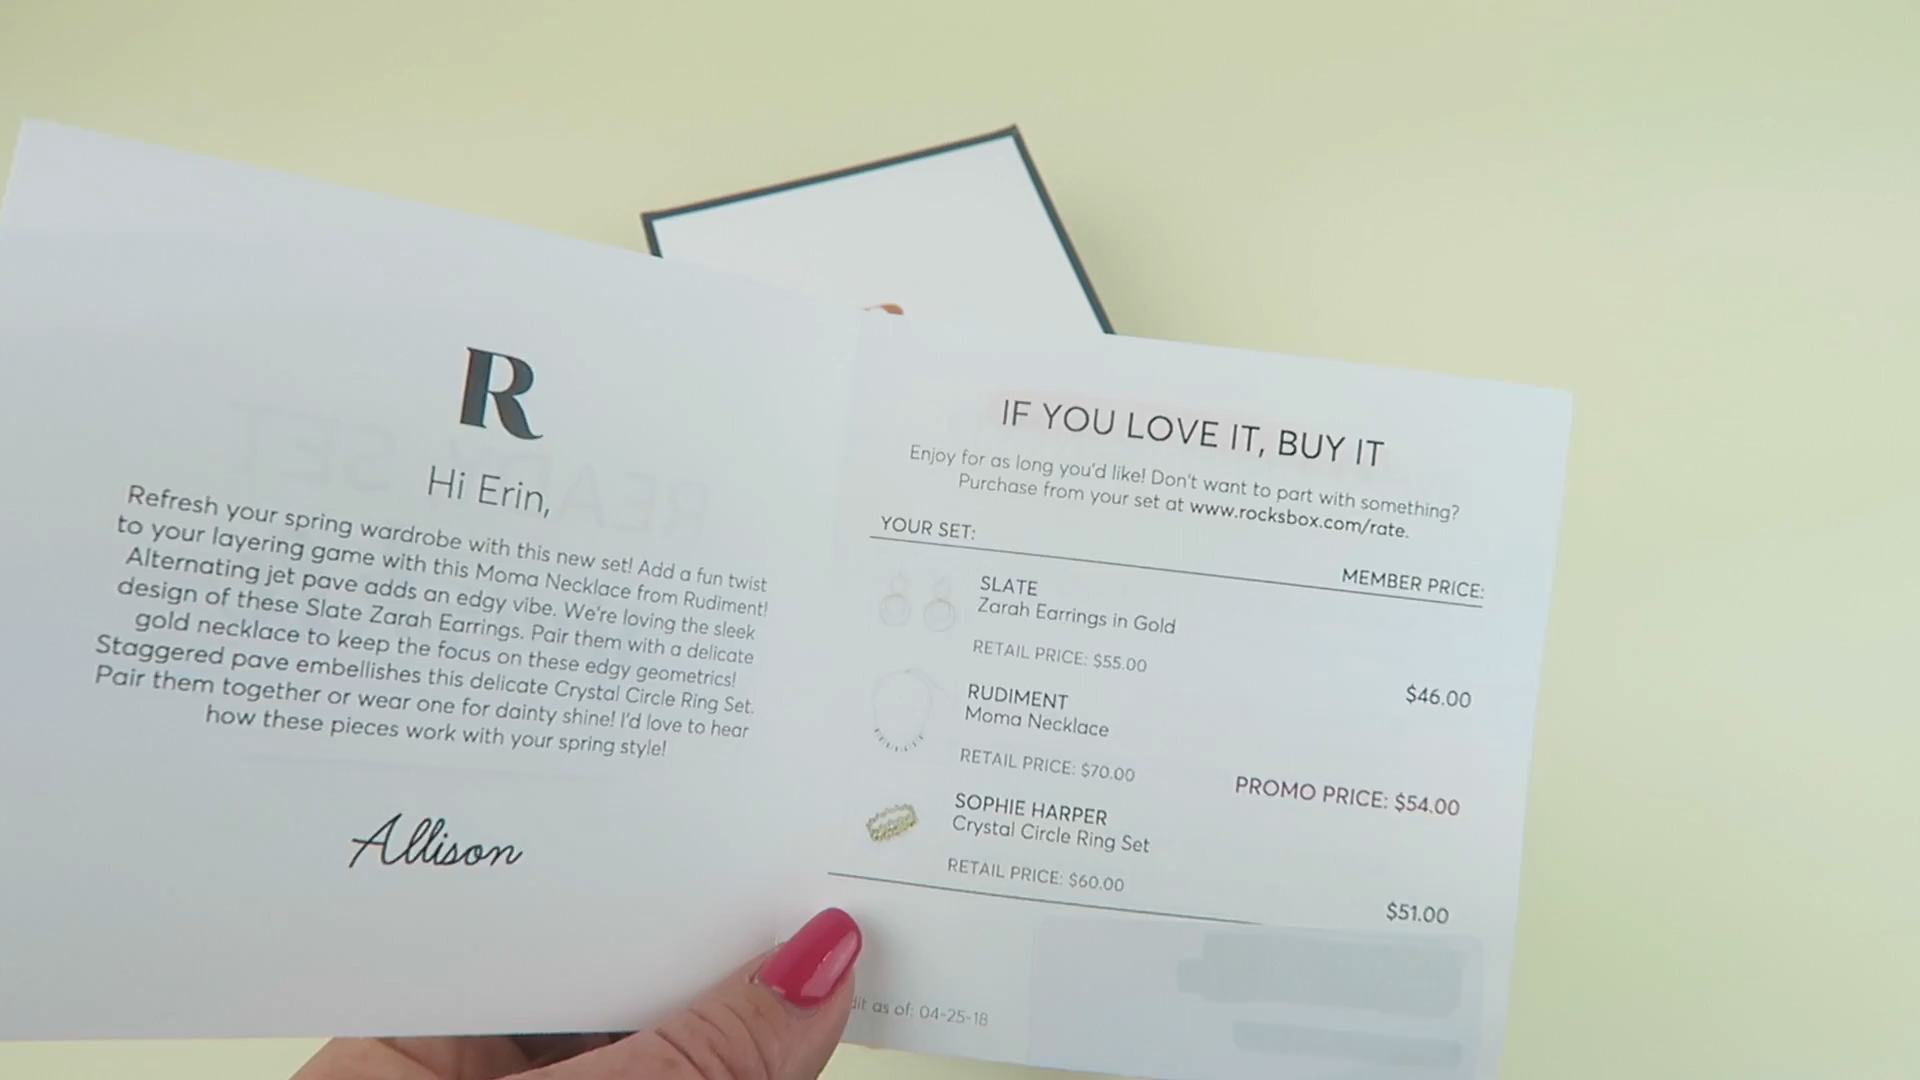 R
Hi Erin,
Refresh your spring wardrobe with this new set! Add a fun twist
to your layering game with this Moma Necklace from Rudiment!
Alternating jet pave adds an edgy vibe. We're loving the sleek
design of these Slate Zarah Earrings. Pair them with a delicate
gold necklace to keep the focus on these edgy geometrics!
Staggered pave embellishes this delicate Crystal Circle Ring Set.
Pair them together or wear one for dainty shine! I'd love to hear
how these pieces work with your spring style!
Allison
IF YOU LOVE IT, BUY IT
Enjoy for as long you'd like! Don't want to part with something?
Purchase from your set at www.rocksbox.com/rate.
YOUR SET:
MEMBER PRICE:
SLATE
Zarah Earrings in Gold
RETAIL PRICE: $55.00
$46.00
RUDIMENT
Moma Necklace
RETAIL PRICE: $70.00
PROMO PRICE: $54.00
SOPHIE HARPER
Crystal Circle Ring Set
RETAIL PRICE: $60.00
$51.00
as of: 04-25-18